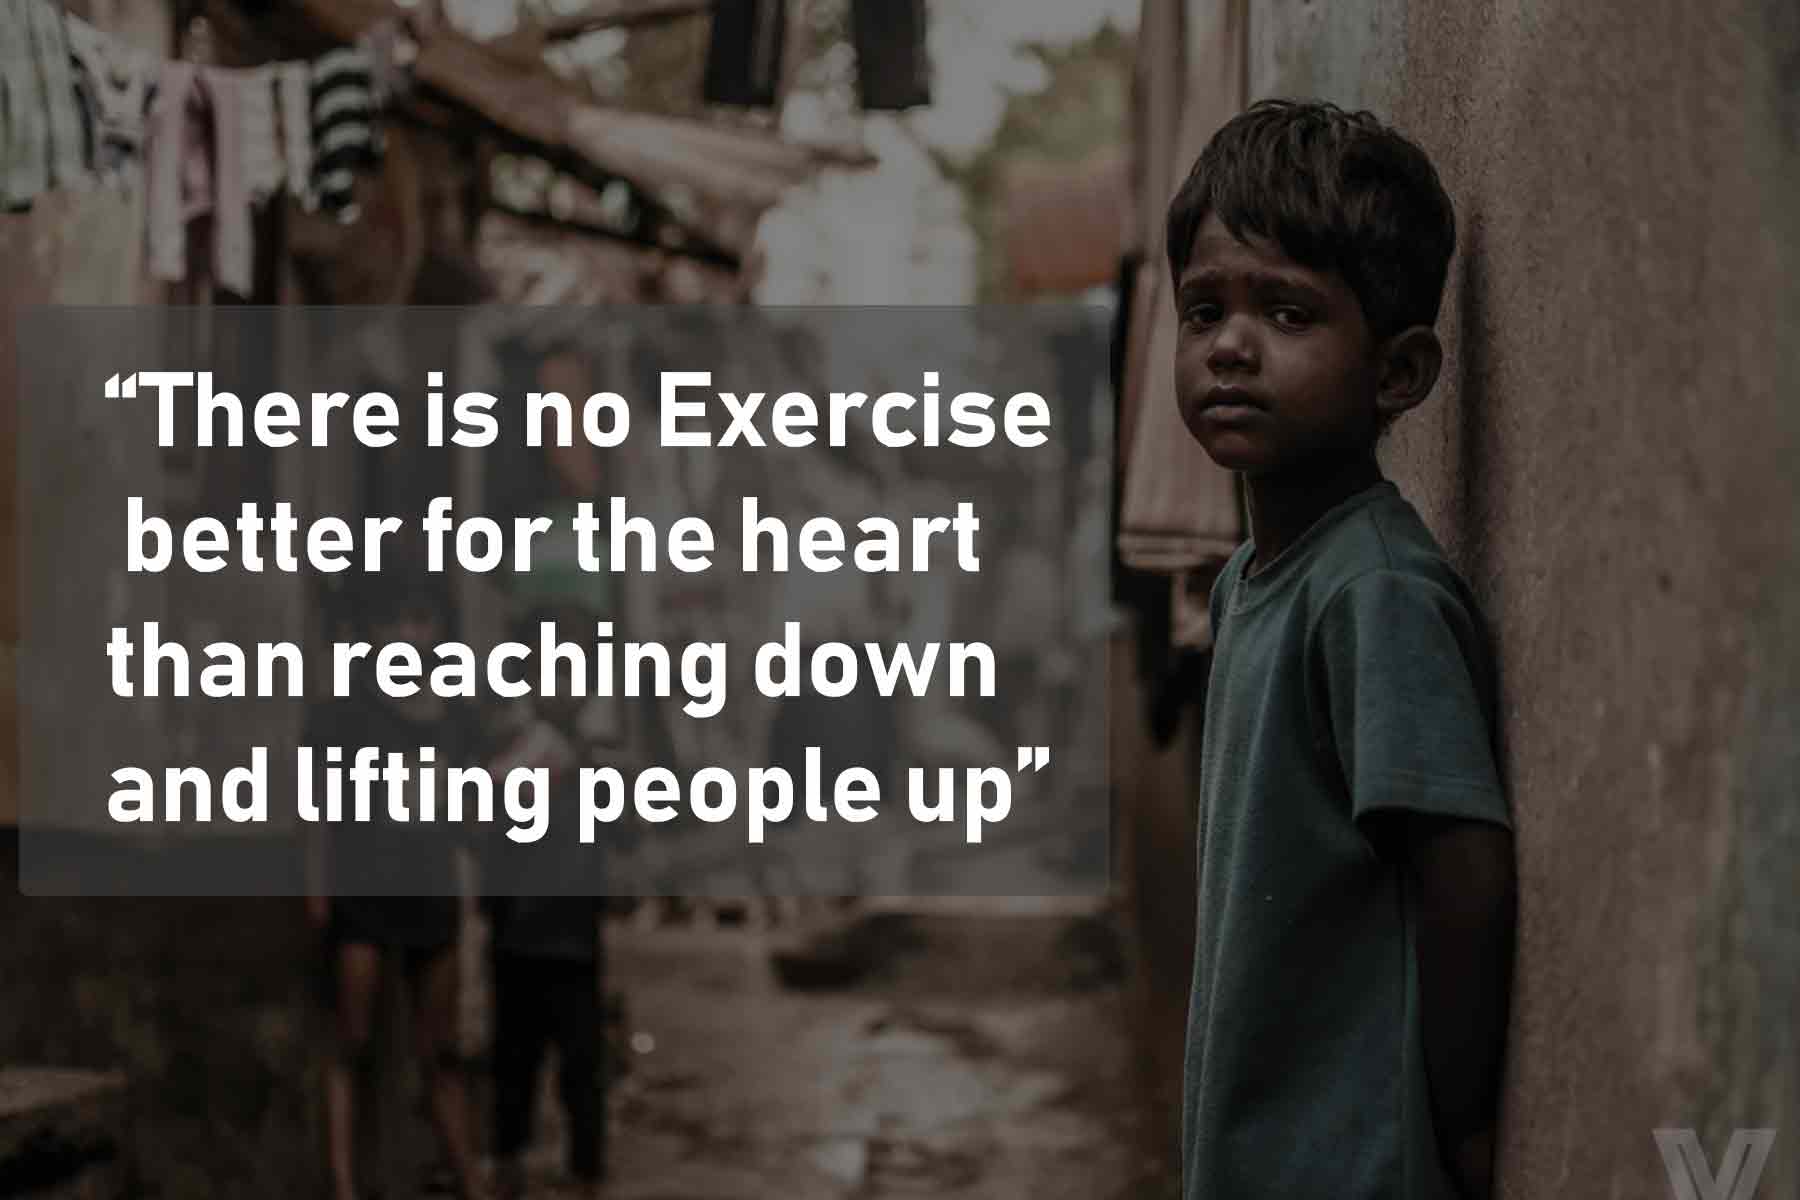 “There is no Exercise
better for the heart
than reaching down
and lifting people up”